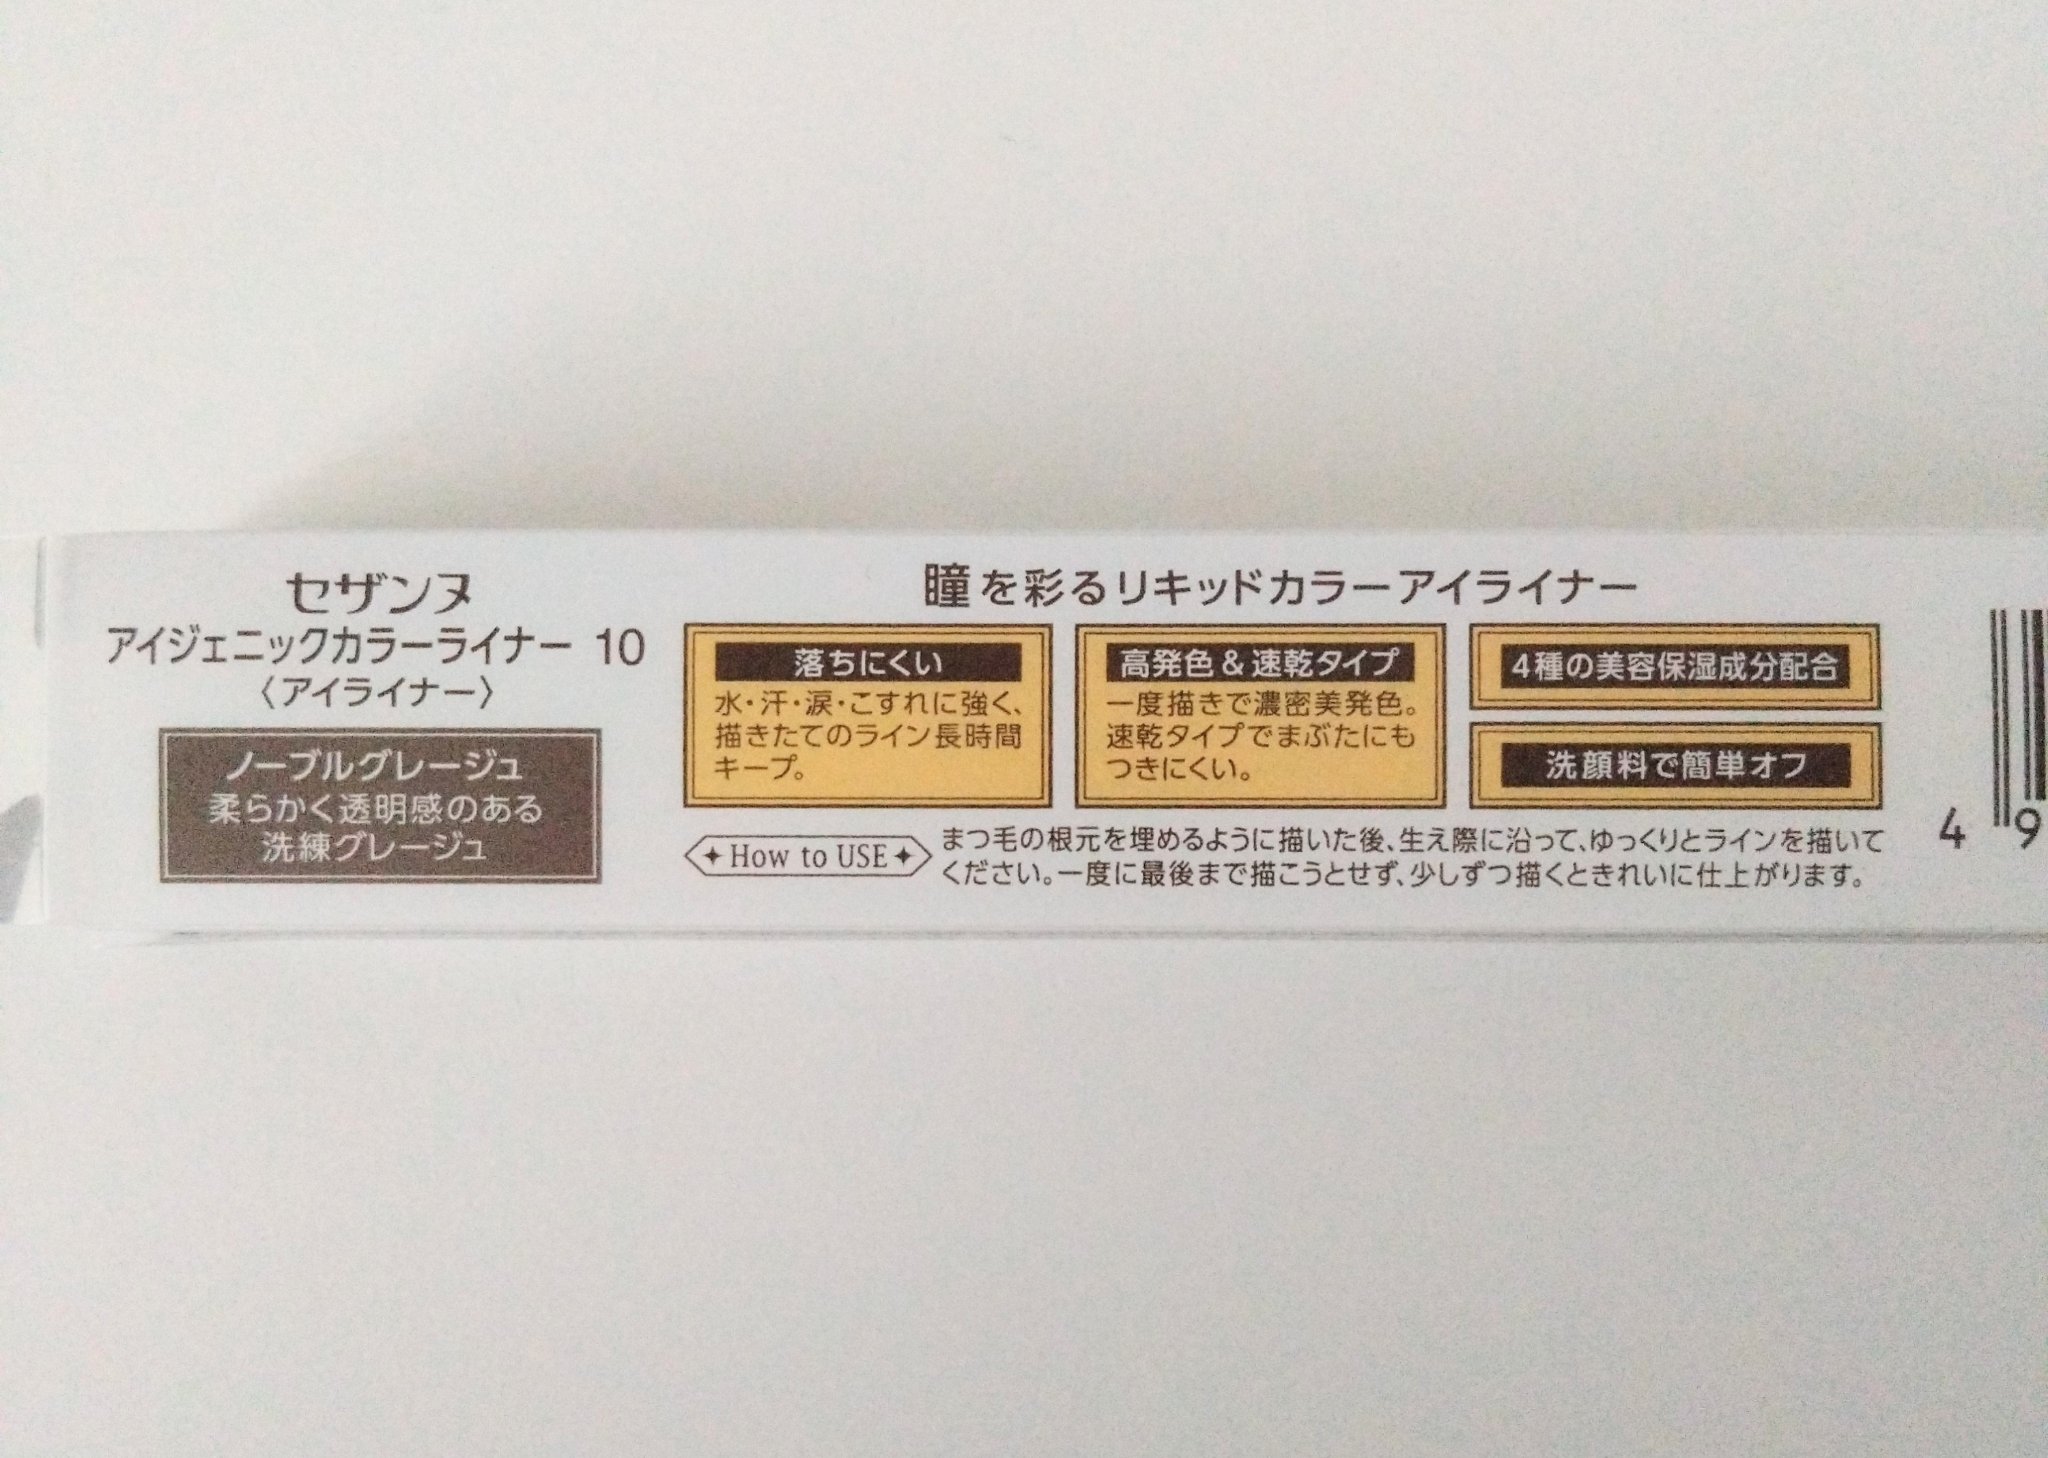 セザンヌ
アイジェニックカラーライナー 10
〈アイライナー〉
ノーブルグレージュ
柔らかく透明感のある
洗練グレージュ
瞳を彩るリキッドカラーアイライナー
落ちにくい
水・汗・涙・こすれに強く、
描きたてのライン長時間
キープ。
高発色&速乾タイプ
一度描きで濃密美発色。
速乾タイプでまぶたにも
つきにくい。
4種の美容保湿成分配合
洗顔料で簡単オフ
How to USE
まつ毛の根元を埋めるように描いた後、生え際に沿って、ゆっくりとラインを描いて
ください。一度に最後まで描こうとせず、少しずつ描くときれいに仕上がります。
4 9